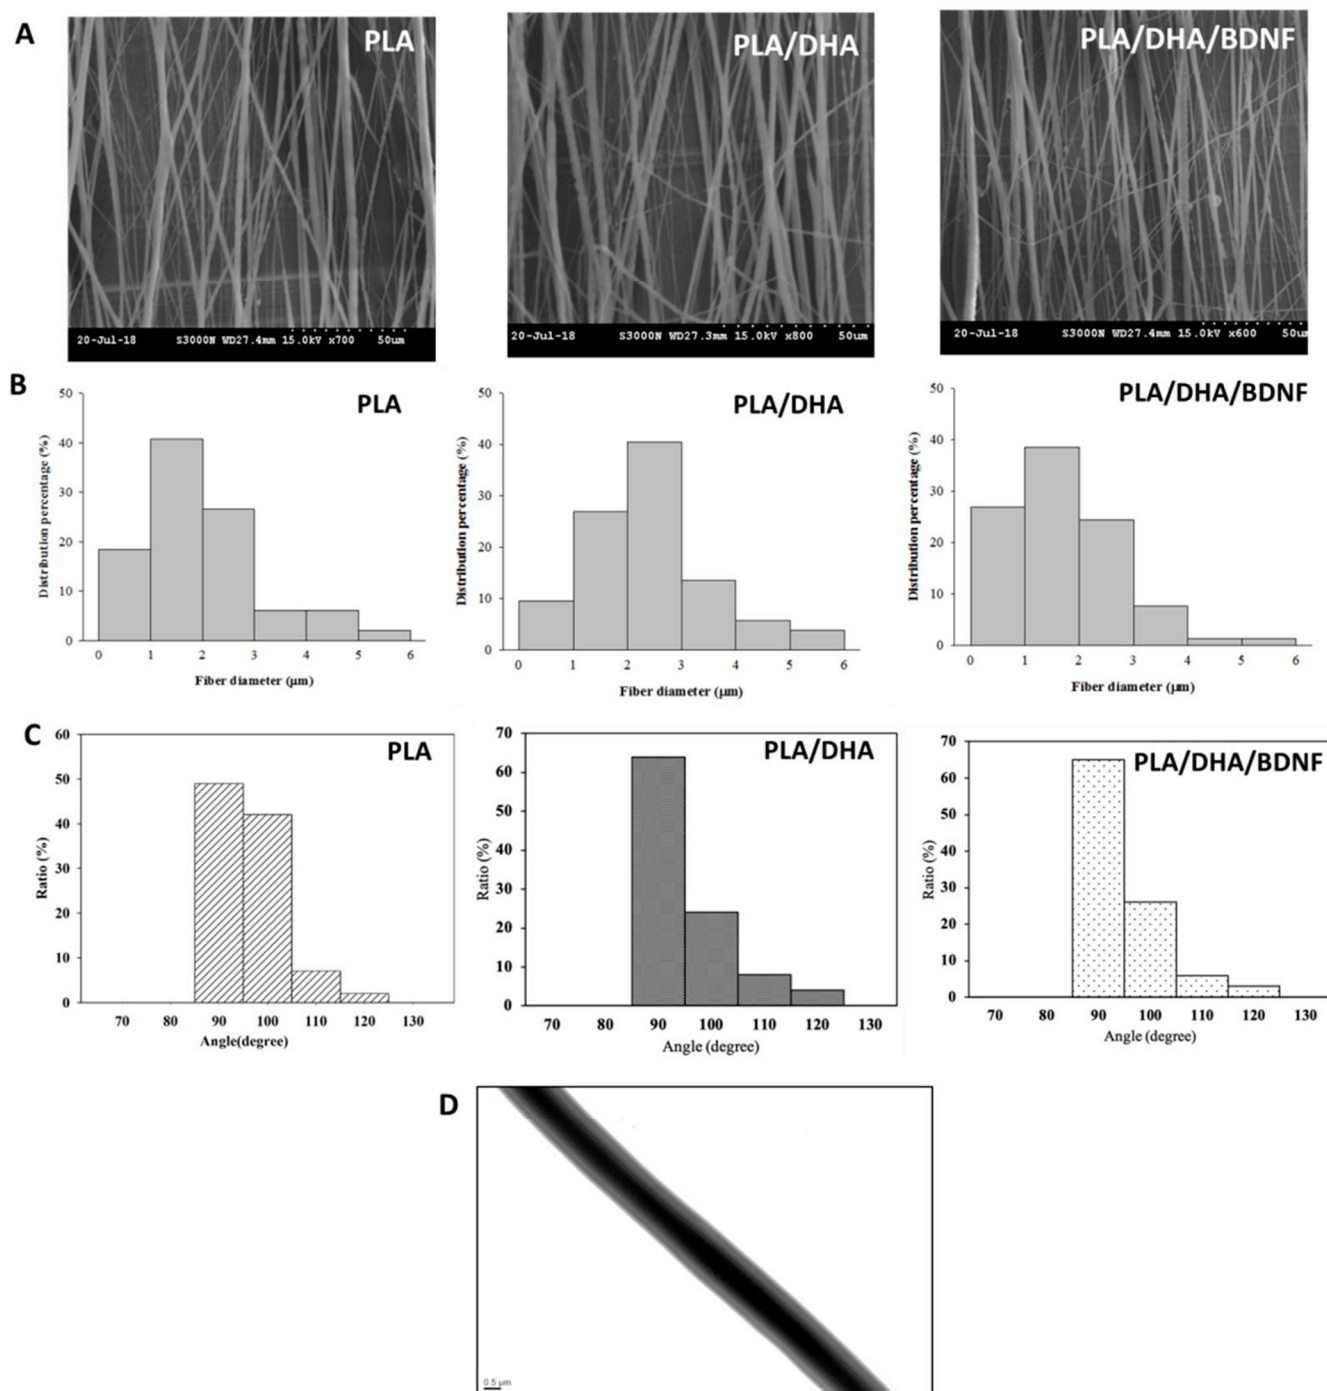 A
PLA
PLA/DHA
PLA/DHA/BDNF
20-Jul-18 S3000N WD27.4mm 15.0kV x700 50um
20-Jul-18 S3000N WD27.3mm 15.0kV x800 50um
20-Jul-18 S3000N WD27.4mm 15.0kV x600 50um
B
PLA
50
40
30
20
10
0
Distribution percentage (%)
0 1 2 3 4 5 6
Fiber diameter (µm)
PLA/DHA
50
40
30
20
10
0
Distribution percentage (%)
0 1 2 3 4 5 6
Fiber diameter (µm)
PLA/DHA/BDNF
50
40
30
20
10
0
Distribution percentage (%)
0 1 2 3 4 5 6
Fiber diameter (µm)
C
PLA
60
50
40
30
20
10
0
Ratio (%)
70 80 90 100 110 120 130
Angle(degree)
PLA/DHA
70
60
50
40
30
20
10
0
Ratio (%)
70 80 90 100 110 120 130
Angle (degree)
PLA/DHA/BDNF
70
60
50
40
30
20
10
0
Ratio (%)
70 80 90 100 110 120 130
Angle (degree)
D
0.5 µm